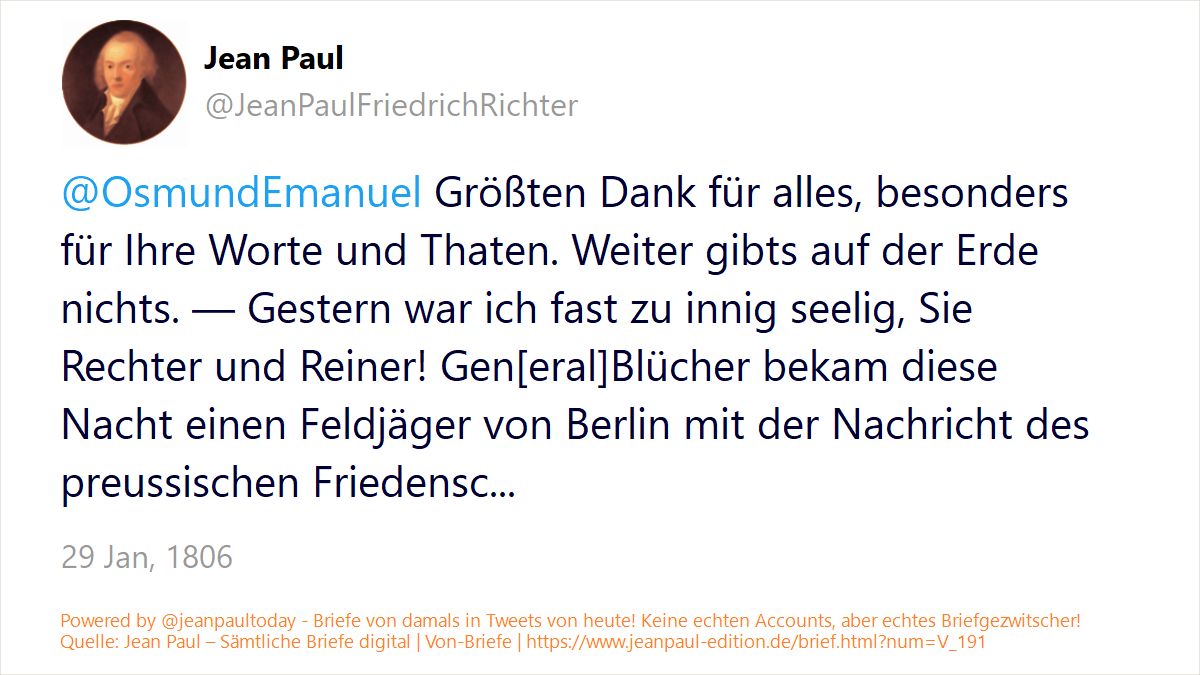 Jean Paul
@JeanPaulFriedrichRichter
@OsmundEmanuel Größten Dank für alles, besonders
für Ihre Worte und Thaten. Weiter gibts auf der Erde
nichts. — Gestern war ich fast zu innig seelig, Sie
Rechter und Reiner! Gen[eral]Blücher bekam diese
Nacht einen Feldjäger von Berlin mit der Nachricht des
preussischen Friedensc...
29 Jan, 1806
Powered by @jeanpaultoday - Briefe von damals in Tweets von heute! Keine echten Accounts, aber echtes Briefgezwitscher!
Quelle: Jean Paul – Sämtliche Briefe digital | Von-Briefe | https://www.jeanpaul-edition.de/brief.html?num=V_191